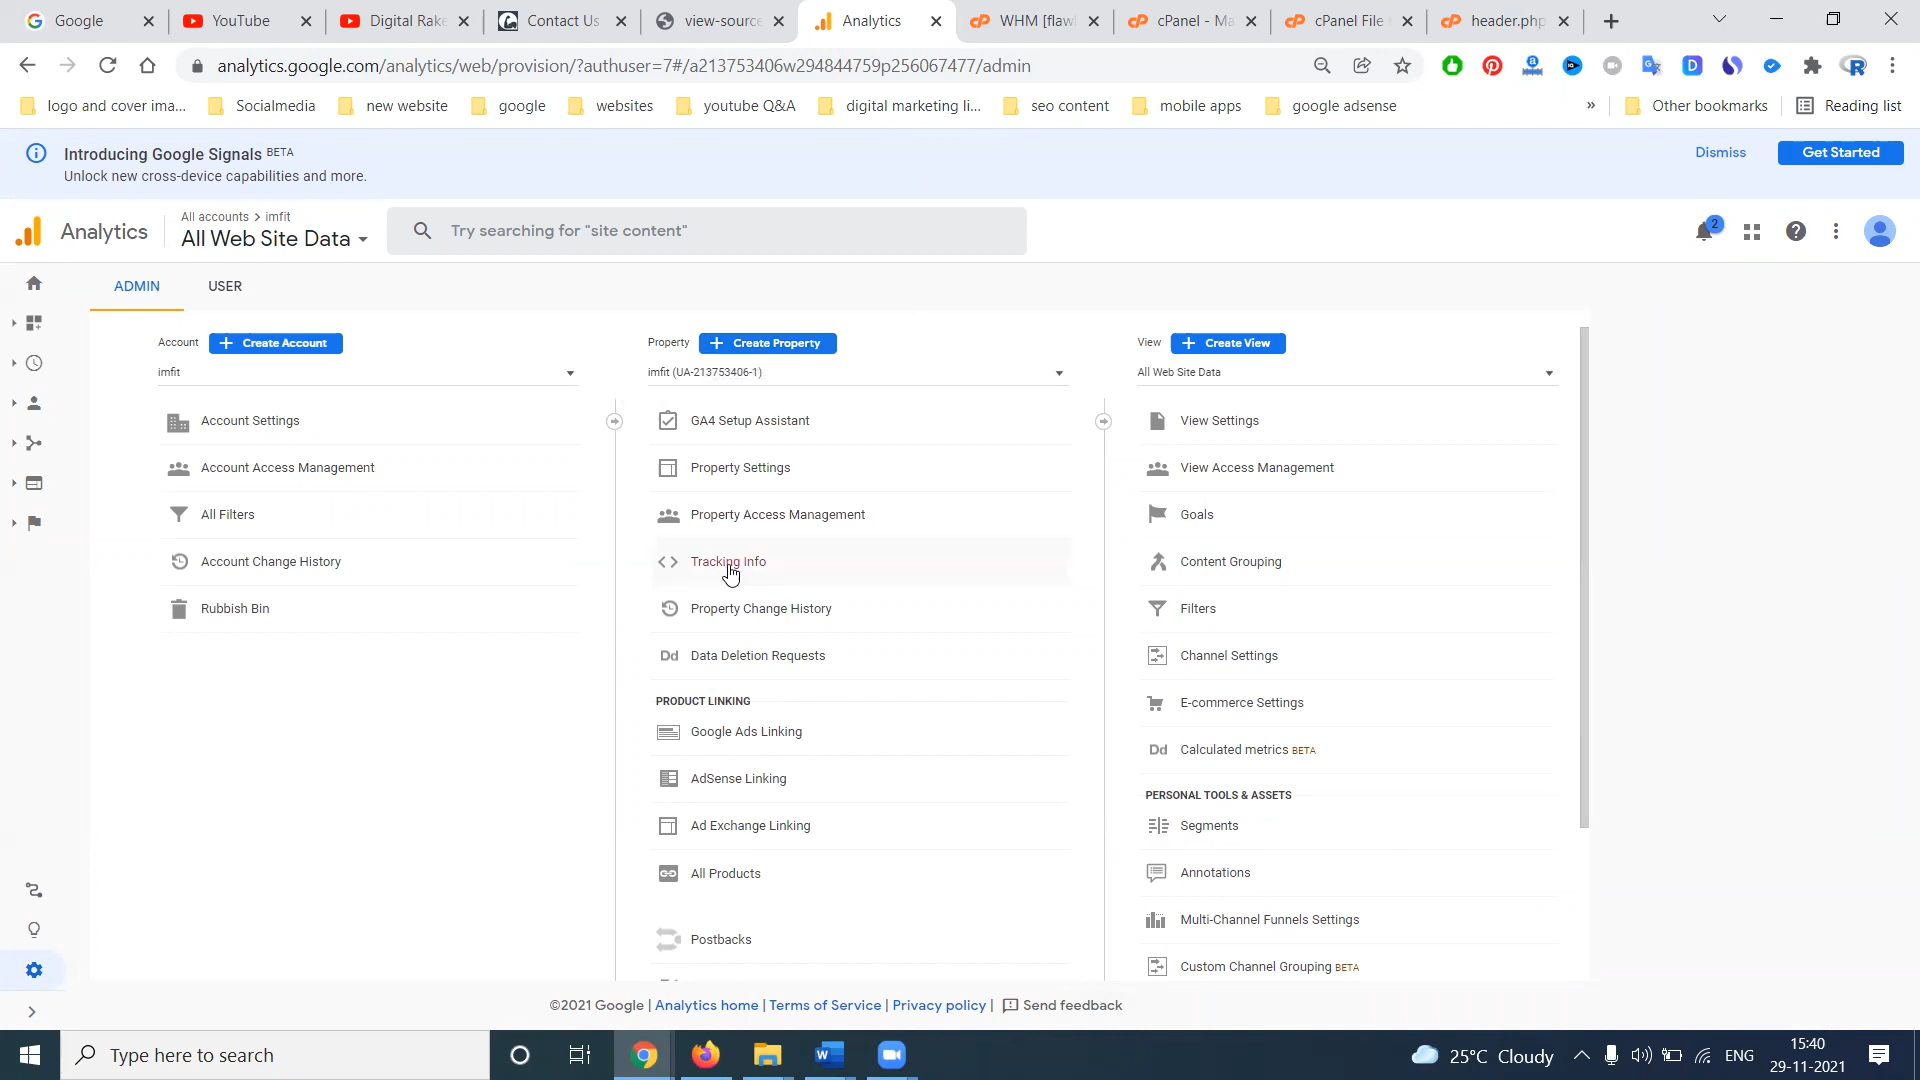 Google
YouTube
Digital Rake
Contact Us
view-source
Analytics
WHM [flawl
cPanel - Ma
cPanel File
header.php
analytics.google.com/analytics/web/provision/?authuser=7#/a213753406w294844759p256067477/admin
logo and cover ima...
Socialmedia
new website
google
websites
youtube Q&A
digital marketing li...
seo content
mobile apps
google adsense
»
Other bookmarks
Reading list
Introducing Google Signals BETA
Unlock new cross-device capabilities and more.
Dismiss
Get Started
Analytics
All accounts > imfit
All Web Site Data
Try searching for "site content"
2
ADMIN
USER
Account
+ Create Account
imfit
Account Settings
Account Access Management
All Filters
Account Change History
Rubbish Bin
Property
+ Create Property
imfit (UA-213753406-1)
GA4 Setup Assistant
Property Settings
Property Access Management
Tracking Info
Property Change History
Dd Data Deletion Requests
PRODUCT LINKING
Google Ads Linking
AdSense Linking
Ad Exchange Linking
All Products
Postbacks
View
+ Create View
All Web Site Data
View Settings
View Access Management
Goals
Content Grouping
Filters
Channel Settings
E-commerce Settings
Dd Calculated metrics BETA
PERSONAL TOOLS & ASSETS
Segments
Annotations
Multi-Channel Funnels Settings
Custom Channel Grouping BETA
©2021 Google | Analytics home | Terms of Service | Privacy policy | Send feedback
Type here to search
25°C Cloudy
ENG
15:40
29-11-2021